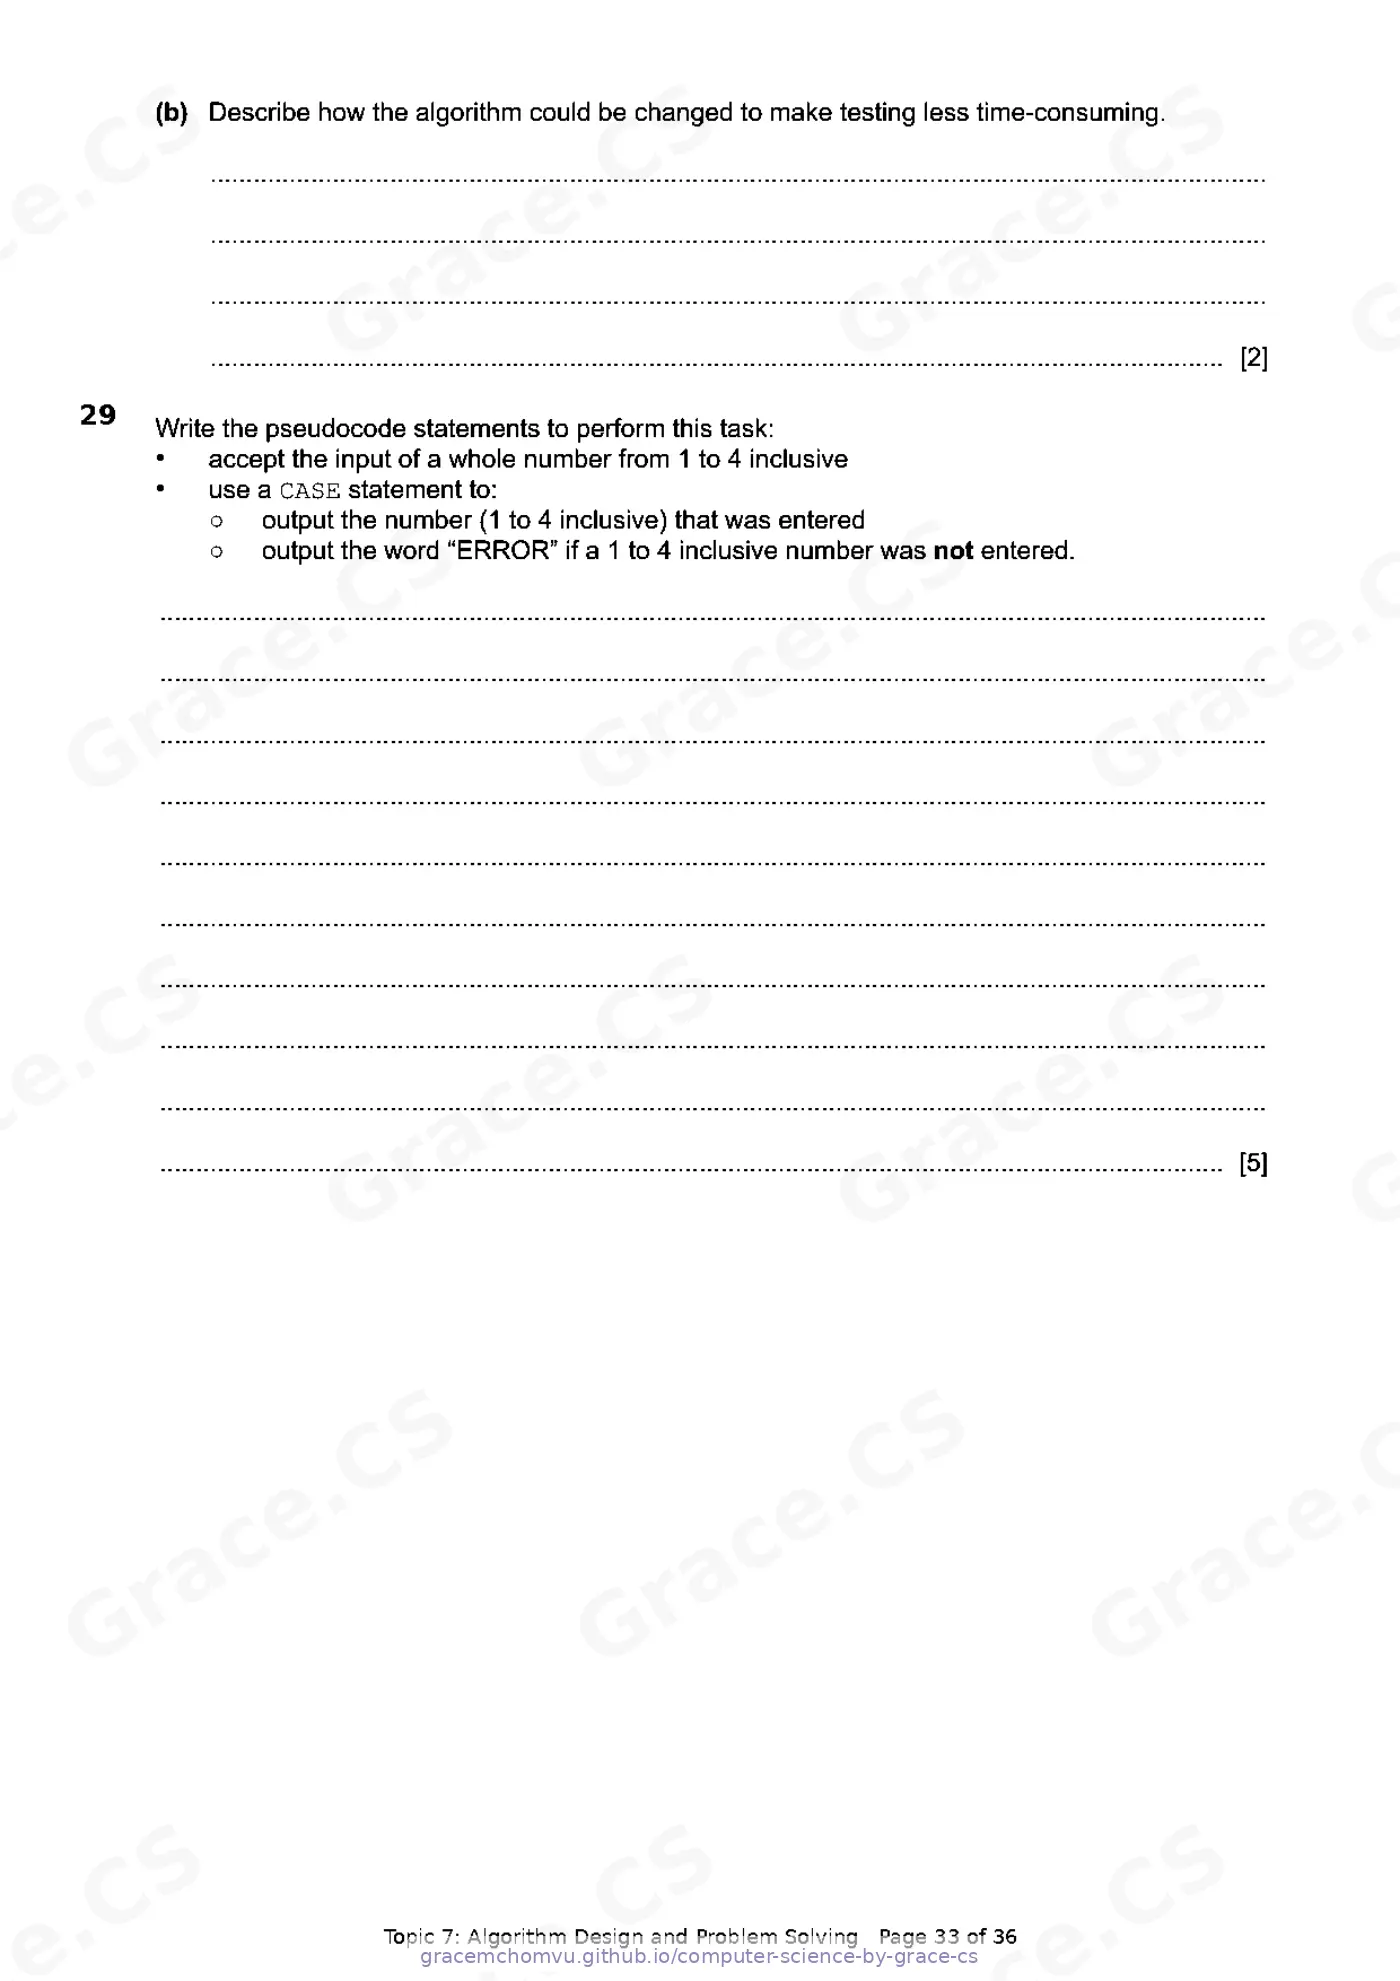 (b) Describe how the algorithm could be changed to make testing less time-consuming.
[2]
29
Write the pseudocode statements to perform this task:
• accept the input of a whole number from 1 to 4 inclusive
• use a CASE statement to:
○ output the number (1 to 4 inclusive) that was entered
○ output the word “ERROR” if a 1 to 4 inclusive number was not entered.
[5]
Grace.CS
Topic 7: Algorithm Design and Problem Solving Page 33 of 36
gracemchomvu.github.io/computer-science-by-grace-cs